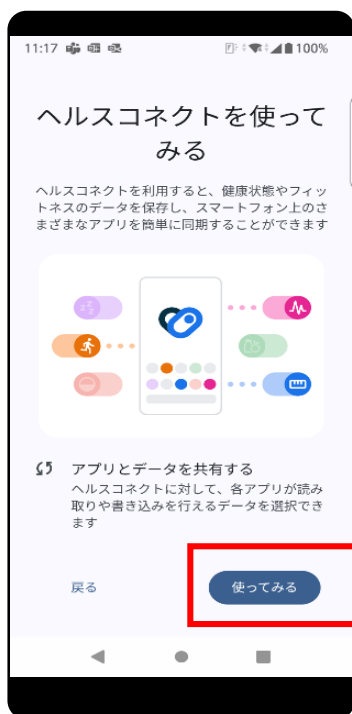 11:17 100%
ヘルスコネクトを使って
みる
ヘルスコネクトを利用すると、健康状態やフィッ
トネスのデータを保存し、スマートフォン上のさ
まざまなアプリを簡単に同期することができます
アプリとデータを共有する
ヘルスコネクトに対して、各アプリが読み
取りや書き込みを行えるデータを選択でき
ます
戻る 使ってみる